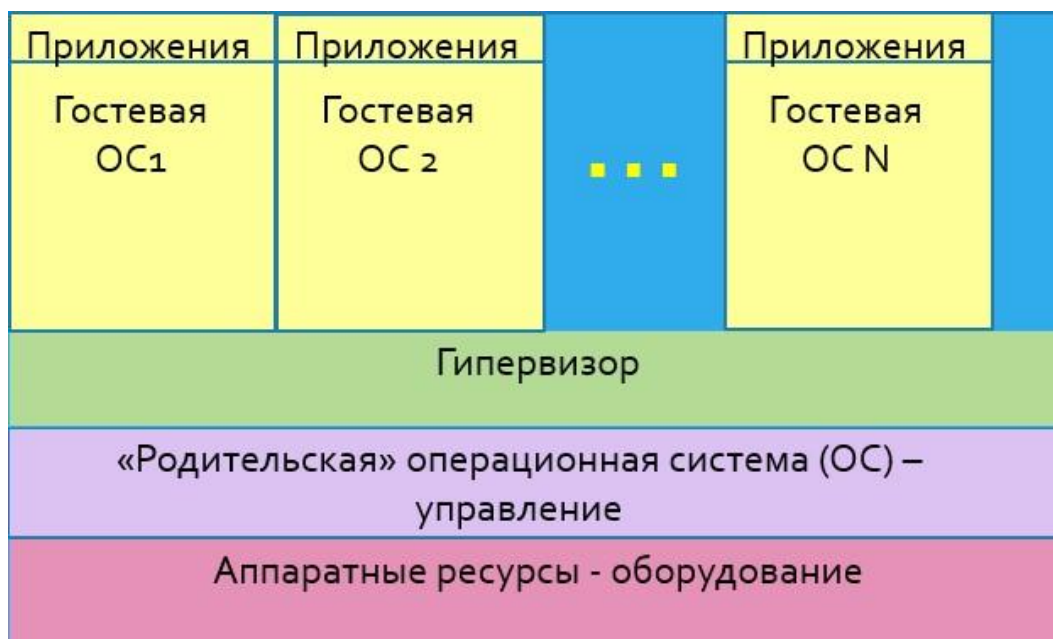 Приложения
Приложения
Приложения
Гостевая
ОС1
Гостевая
ОС 2
...
Гостевая
ОС N
Гипервизор
«Родительская» операционная система (ОС) –
управление
Аппаратные ресурсы - оборудование